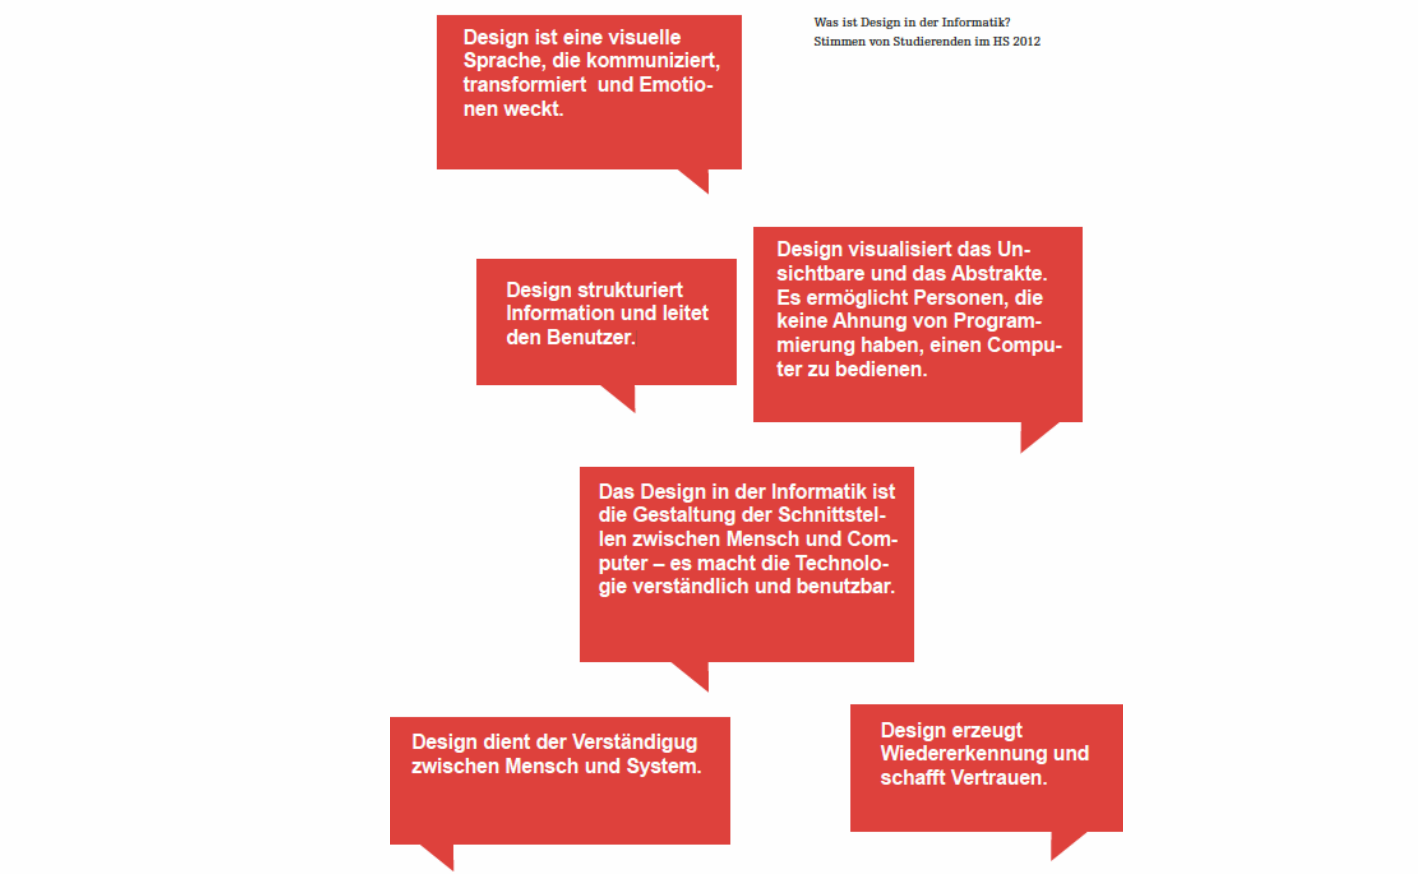 Was ist Design in der Informatik?
Stimmen von Studierenden im HS 2012
Design ist eine visuelle
Sprache, die kommuniziert,
transformiert  und Emotio-
nen weckt.
Design strukturiert
Information und leitet
den Benutzer.
Design visualisiert das Un-
sichtbare und das Abstrakte.
Es ermöglicht Personen, die
keine Ahnung von Program-
mierung haben, einen Compu-
ter zu bedienen.
Das Design in der Informatik ist
die Gestaltung der Schnittstel-
len zwischen Mensch und Com-
puter – es macht die Technolo-
gie verständlich und benutzbar.
Design dient der Verständigug
zwischen Mensch und System.
Design erzeugt
Wiedererkennung und
schafft Vertrauen.